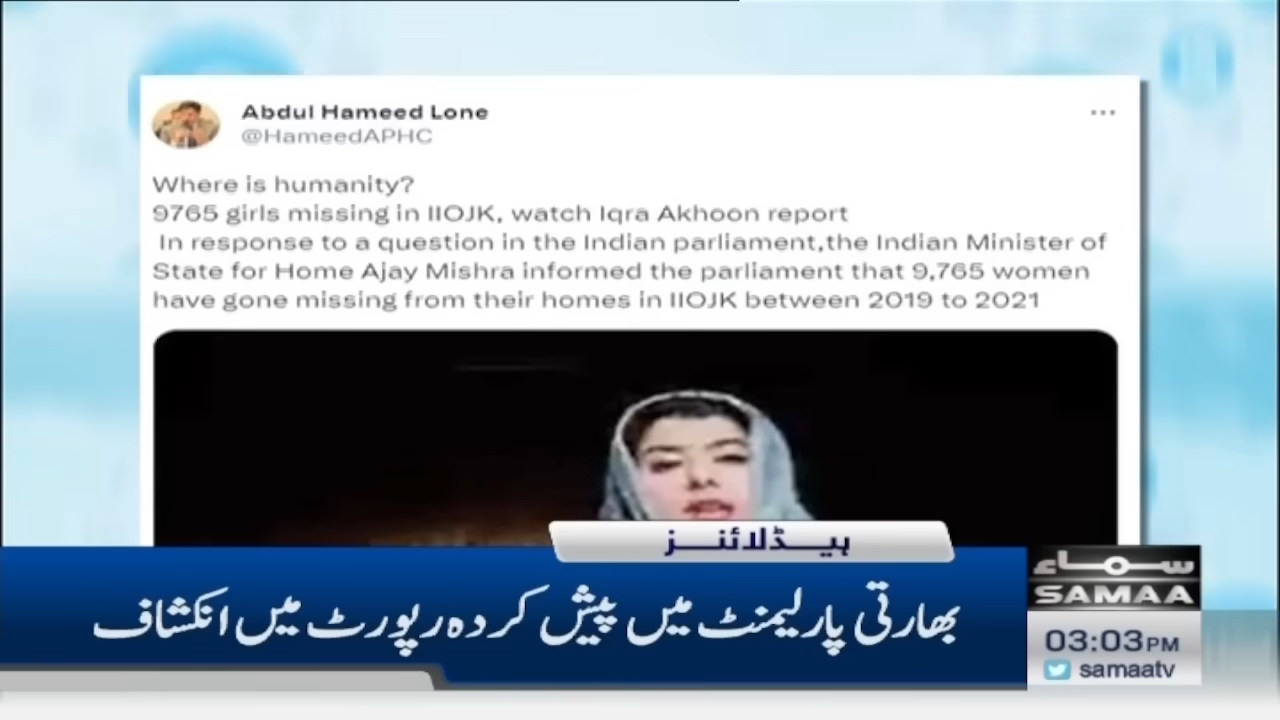 Abdul Hameed Lone
@HameedAPHC
Where is humanity?
9765 girls missing in IIOJK, watch Iqra Akhoon report
In response to a question in the Indian parliament,the Indian Minister of
State for Home Ajay Mishra informed the parliament that 9,765 women
have gone missing from their homes in IIOJK between 2019 to 2021
ہیڈلائنز
بھارتی پارلیمنٹ میں پیش کردہ رپورٹ میں انکشاف
سماء
SAMAA
03:03PM
samaatv